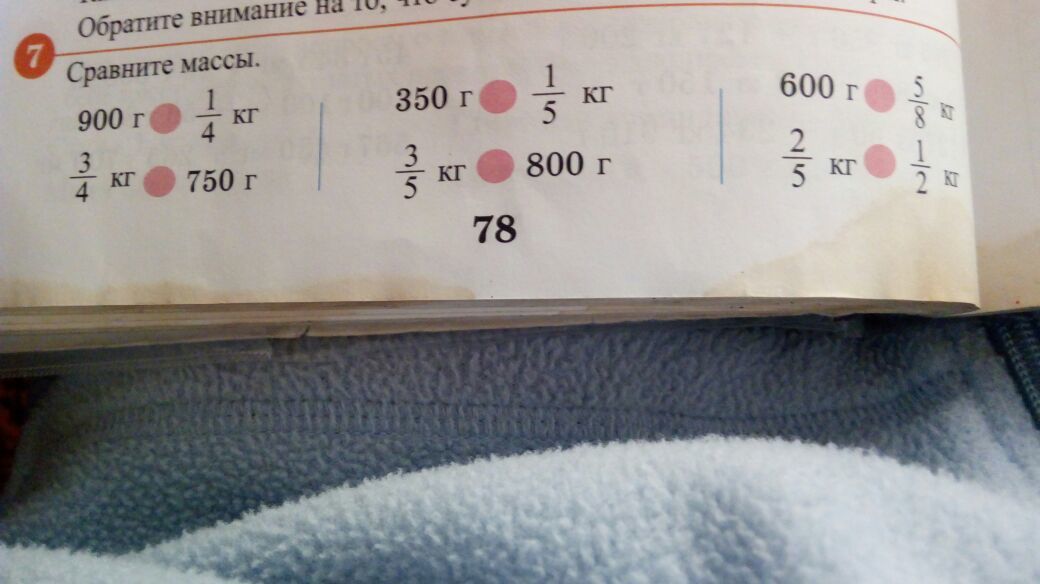 Обратите внимание на то, что
7
Сравните массы.
900 г 1/4 кг 350 г 1/5 кг 600 г 5/8 кг
3/4 кг 750 г 3/5 кг 800 г 2/5 кг 1/2 кг
78